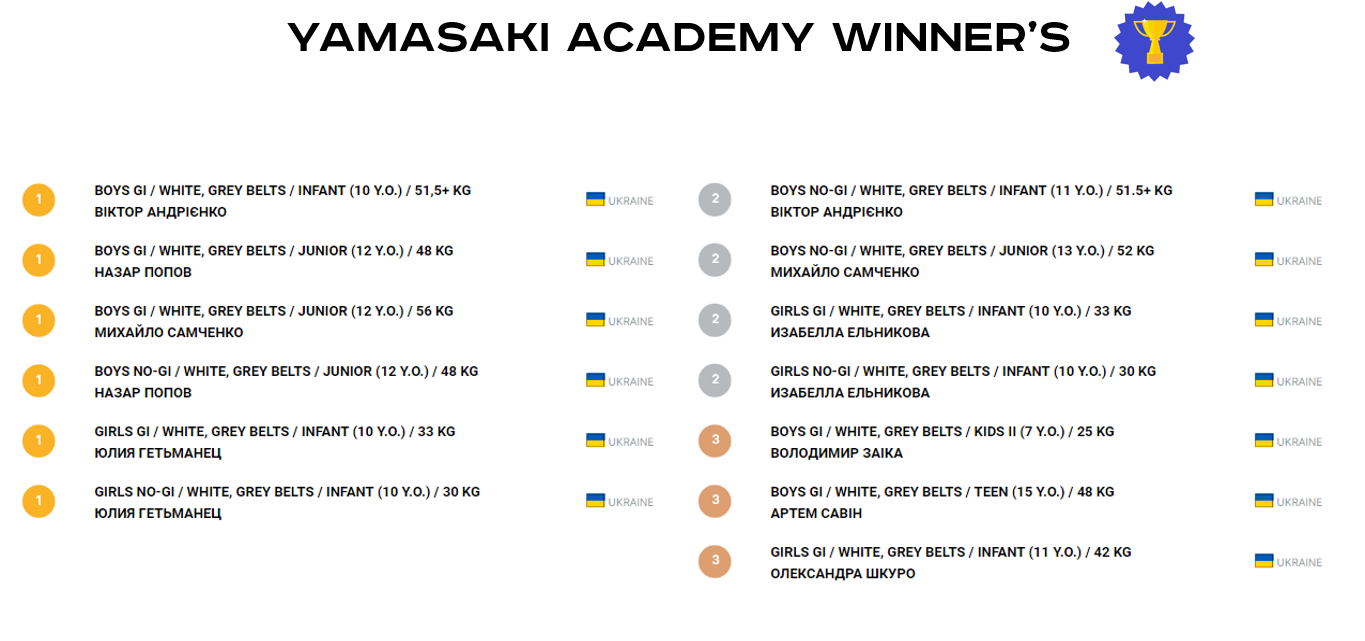 YAMASAKI ACADEMY WINNER'S
1
BOYS GI / WHITE, GREY BELTS / INFANT (10 Y.O.) / 51,5+ KG
ВІКТОР АНДРІЄНКО
UKRAINE
1
BOYS GI / WHITE, GREY BELTS / JUNIOR (12 Y.O.) / 48 KG
НАЗАР ПОПОВ
UKRAINE
1
BOYS GI / WHITE, GREY BELTS / JUNIOR (12 Y.O.) / 56 KG
МИХАЙЛО САМЧЕНКО
UKRAINE
1
BOYS NO-GI / WHITE, GREY BELTS / JUNIOR (12 Y.O.) / 48 KG
НАЗАР ПОПОВ
UKRAINE
1
GIRLS GI / WHITE, GREY BELTS / INFANT (10 Y.O.) / 33 KG
ЮЛИЯ ГЕТЬМАНЕЦ
UKRAINE
1
GIRLS NO-GI / WHITE, GREY BELTS / INFANT (10 Y.O.) / 30 KG
ЮЛИЯ ГЕТЬМАНЕЦ
UKRAINE
2
BOYS NO-GI / WHITE, GREY BELTS / INFANT (11 Y.O.) / 51.5+ KG
ВІКТОР АНДРІЄНКО
UKRAINE
2
BOYS NO-GI / WHITE, GREY BELTS / JUNIOR (13 Y.O.) / 52 KG
МИХАЙЛО САМЧЕНКО
UKRAINE
2
GIRLS GI / WHITE, GREY BELTS / INFANT (10 Y.O.) / 33 KG
ИЗАБЕЛЛА ЕЛЬНИКОВА
UKRAINE
2
GIRLS NO-GI / WHITE, GREY BELTS / INFANT (10 Y.O.) / 30 KG
ИЗАБЕЛЛА ЕЛЬНИКОВА
UKRAINE
3
BOYS GI / WHITE, GREY BELTS / KIDS II (7 Y.O.) / 25 KG
ВОЛОДИМИР ЗАІКА
UKRAINE
3
BOYS GI / WHITE, GREY BELTS / TEEN (15 Y.O.) / 48 KG
АРТЕМ САВІН
UKRAINE
3
GIRLS GI / WHITE, GREY BELTS / INFANT (11 Y.O.) / 42 KG
ОЛЕКСАНДРА ШКУРО
UKRAINE